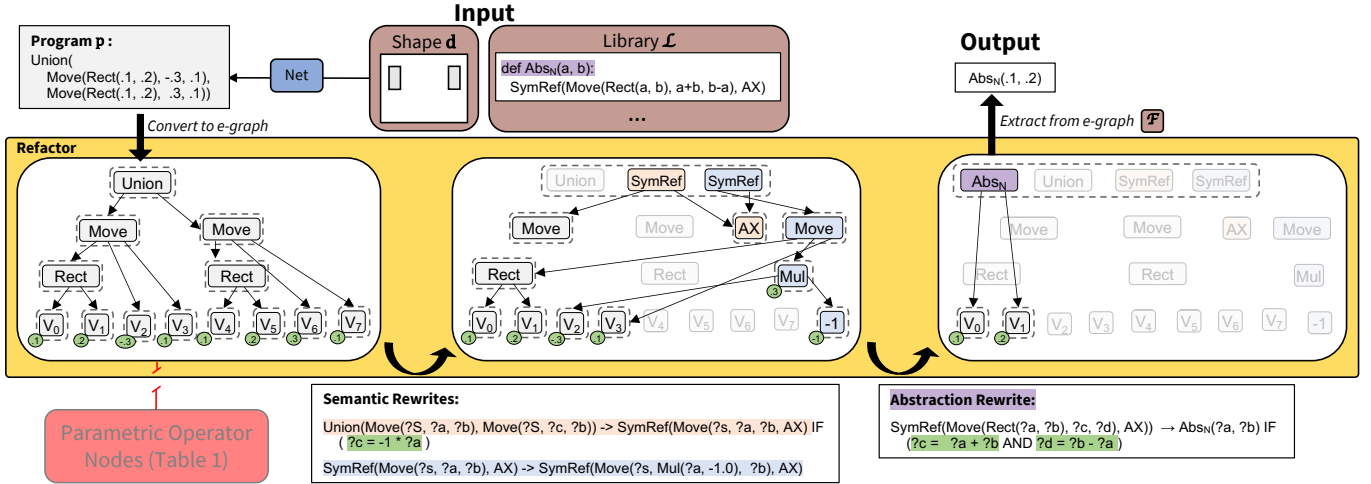 Input
Program p :
Union(
Move(Rect(.1, .2), -.3, .1),
Move(Rect(.1, .2), .3, .1))
Net
Shape d
Library ℒ
def Abs_N(a, b):
SymRef(Move(Rect(a, b), a+b, b-a), AX)
...
Output
Abs_N(.1, .2)
Convert to e-graph
Extract from e-graph ℱ
Refactor
Union
Move Move
Rect Rect
V0 V1 V2 V3 V4 V5 V6 V7
.1 .2 -.3 .1 .1 .2 .3 .1
Union SymRef SymRef
Move Move AX Move
Rect Rect Mul
.3
V0 V1 V2 V3 V4 V5 V6 V7 -1
.1 .2 -.3 .1 -1
Abs_N Union SymRef SymRef
Move Move AX Move
Rect Rect Mul
V0 V1 V2 V3 V4 V5 V6 V7 -1
.1 .2
Parametric Operator
Nodes (Table 1)
Semantic Rewrites:
Union(Move(?S, ?a, ?b), Move(?S, ?c, ?b)) -> SymRef(Move(?s, ?a, ?b, AX) IF
( ?c = -1 * ?a )
SymRef(Move(?s, ?a, ?b), AX) -> SymRef(Move(?s, Mul(?a, -1.0), ?b), AX)
Abstraction Rewrite:
SymRef(Move(Rect(?a, ?b), ?c, ?d), AX)) → Abs_N(?a, ?b) IF
(?c = ?a + ?b AND ?d = ?b - ?a )